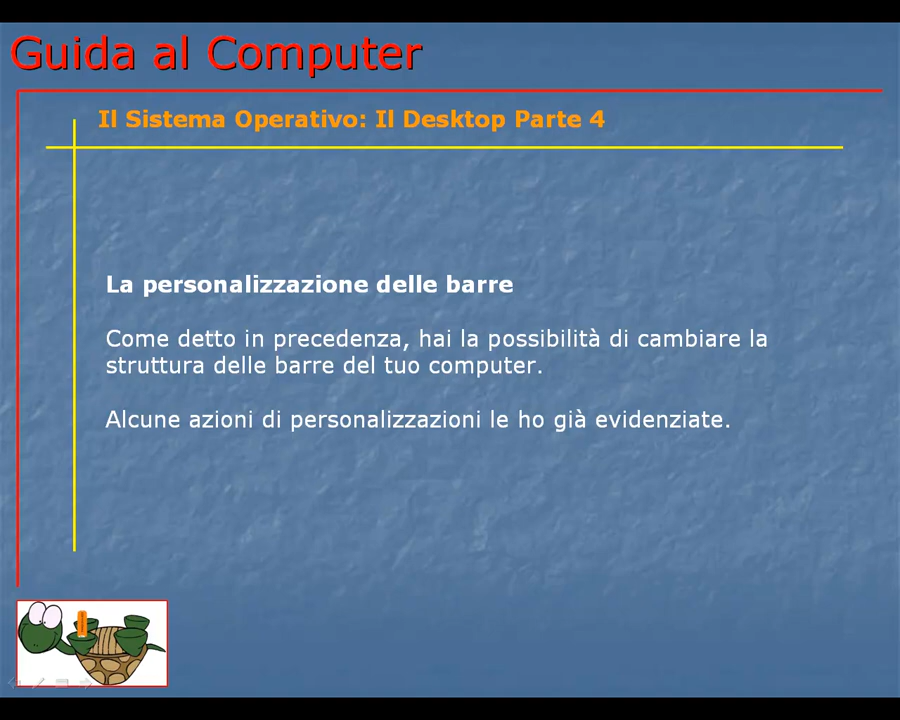 Guida al Computer
Il Sistema Operativo: Il Desktop Parte 4
La personalizzazione delle barre
Come detto in precedenza, hai la possibilità di cambiare la
struttura delle barre del tuo computer.
Alcune azioni di personalizzazioni le ho già evidenziate.